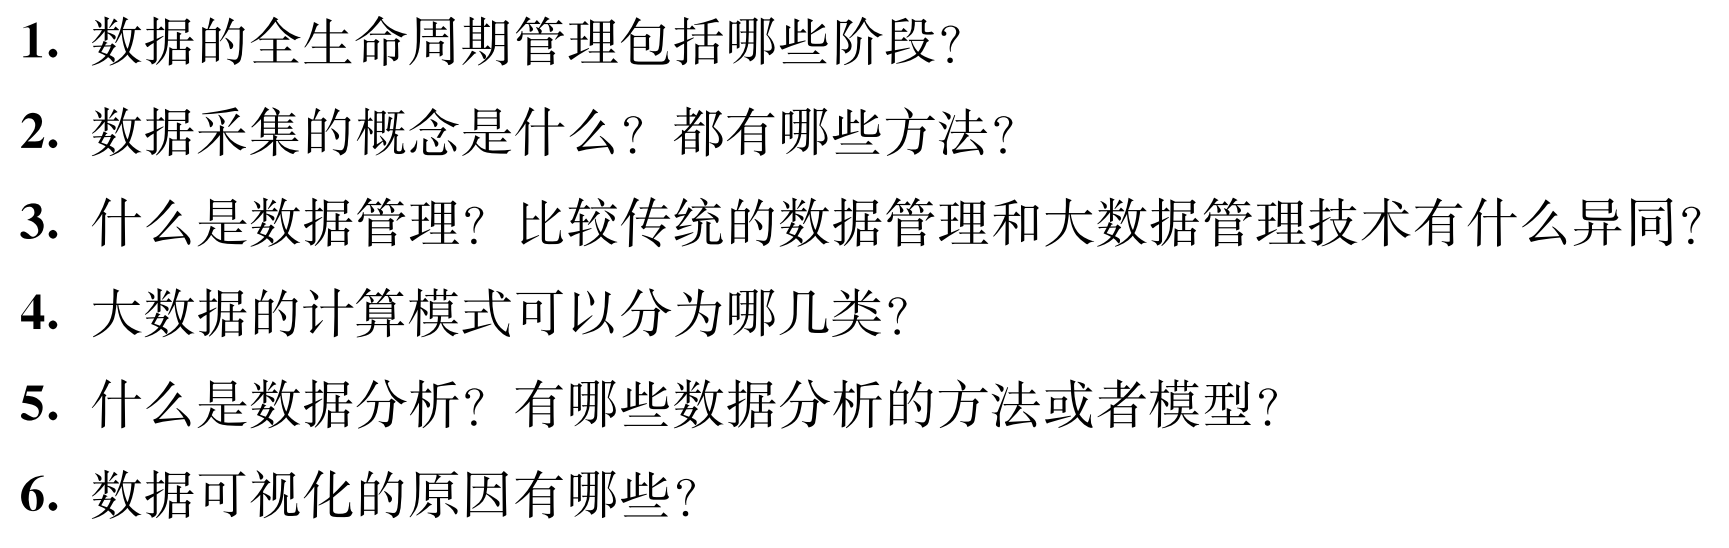 1. 数据的全生命周期管理包括哪些阶段？
2. 数据采集的概念是什么？都有哪些方法？
3. 什么是数据管理？比较传统的数据管理和大数据管理技术有什么异同？
4. 大数据的计算模式可以分为哪几类？
5. 什么是数据分析？有哪些数据分析的方法或者模型？
6. 数据可视化的原因有哪些？